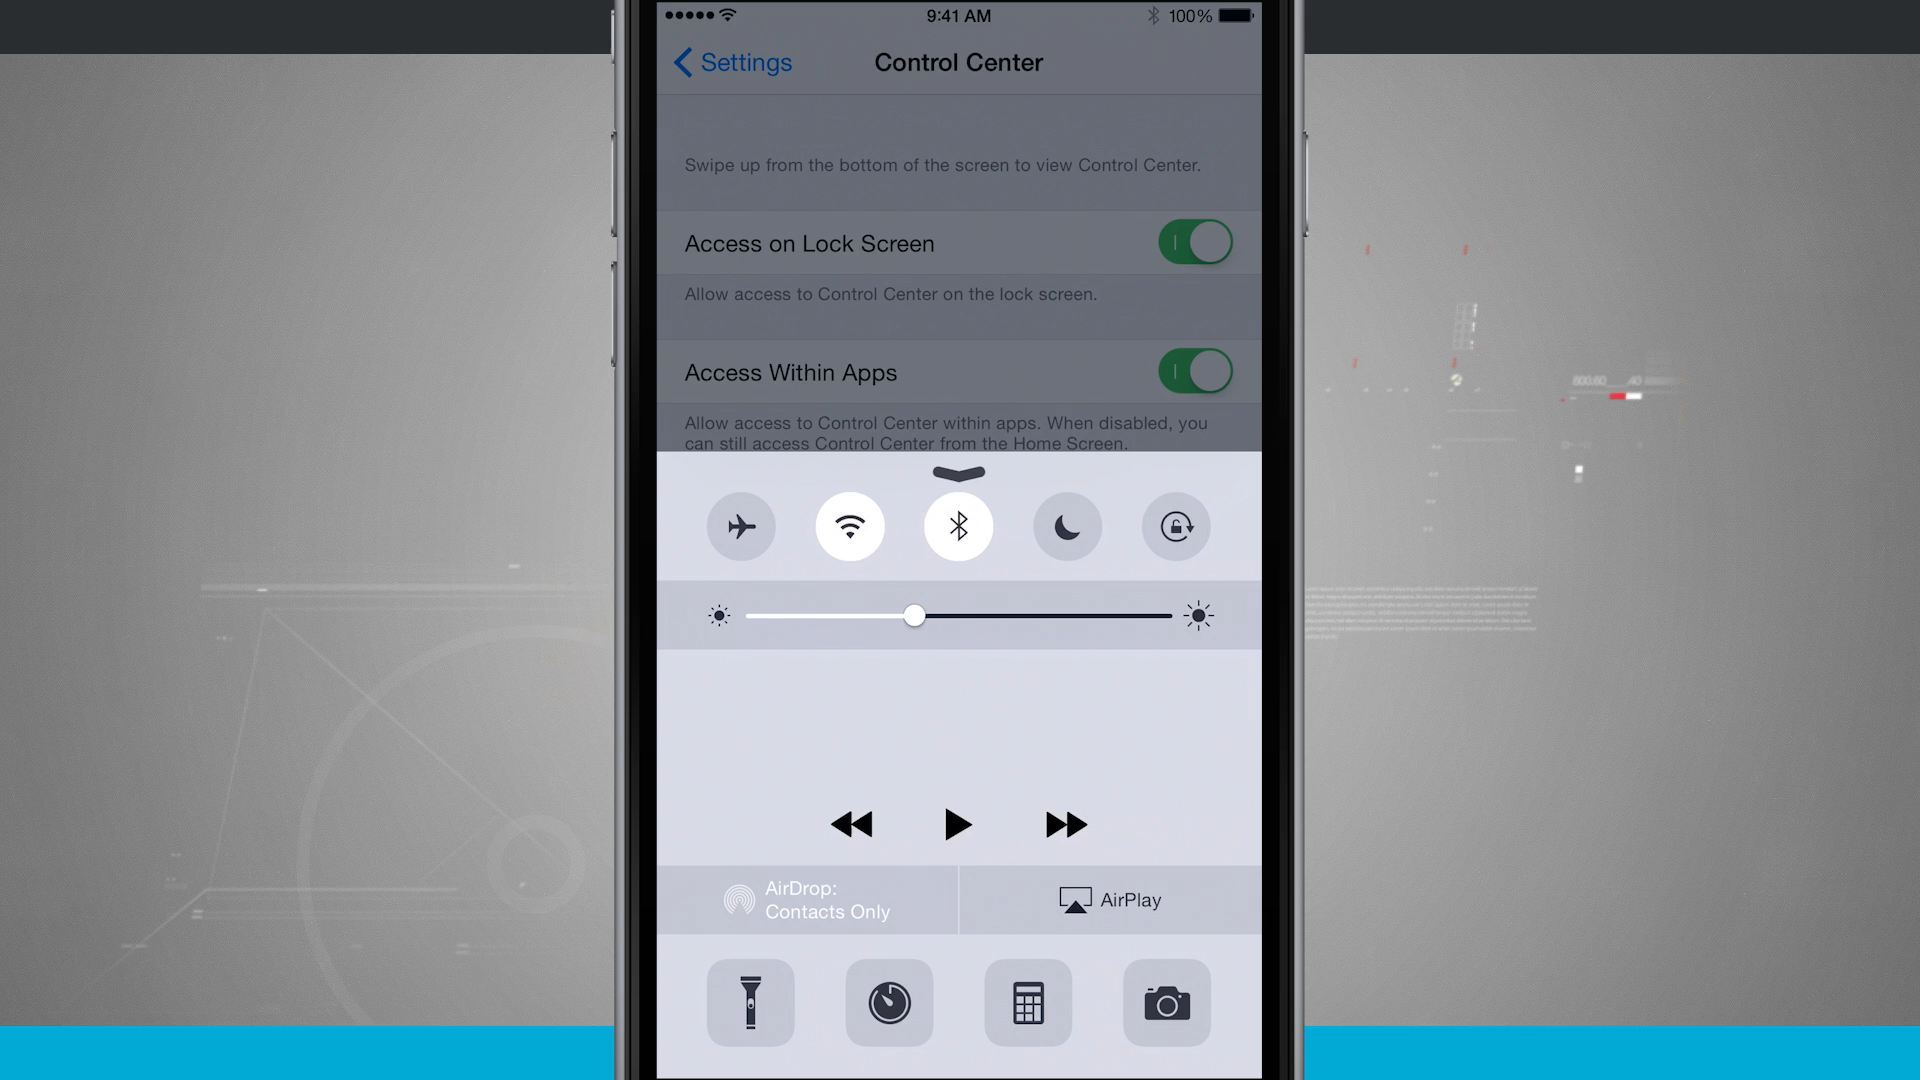 9:41 AM
100%
Settings
Control Center
Swipe up from the bottom of the screen to view Control Center.
Access on Lock Screen
Allow access to Control Center on the lock screen.
Access Within Apps
Allow access to Control Center within apps. When disabled, you
can still access Control Center from the Home Screen.
AirDrop:
Contacts Only
AirPlay